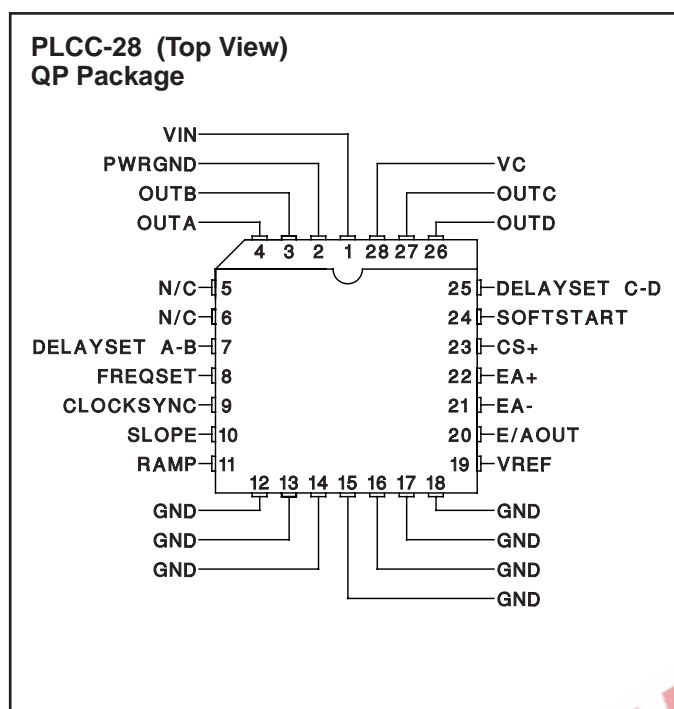 PLCC-28 (Top View)
QP Package
VIN
PWRGND
OUTB
OUTA
VC
OUTC
OUTD
4 3 2 1 28 27 26
N/C 5
N/C 6
DELAYSET A-B 7
FREQSET 8
CLOCKSYNC 9
SLOPE 10
RAMP 11
25 DELAYSET C-D
24 SOFTSTART
23 CS+
22 EA+
21 EA-
20 E/AOUT
19 VREF
12 13 14 15 16 17 18
GND
GND
GND
GND
GND
GND
GND